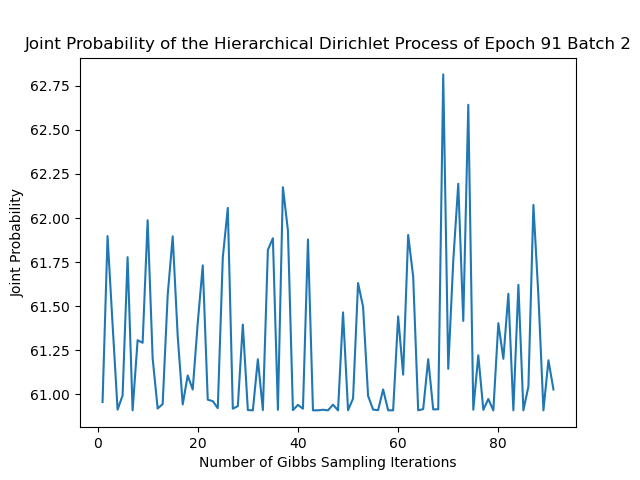 Joint Probability of the Hierarchical Dirichlet Process of Epoch 91 Batch 2
62.75
62.50
62.25
62.00
61.75
61.50
61.25
61.00
Joint Probability
0 20 40 60 80
Number of Gibbs Sampling Iterations